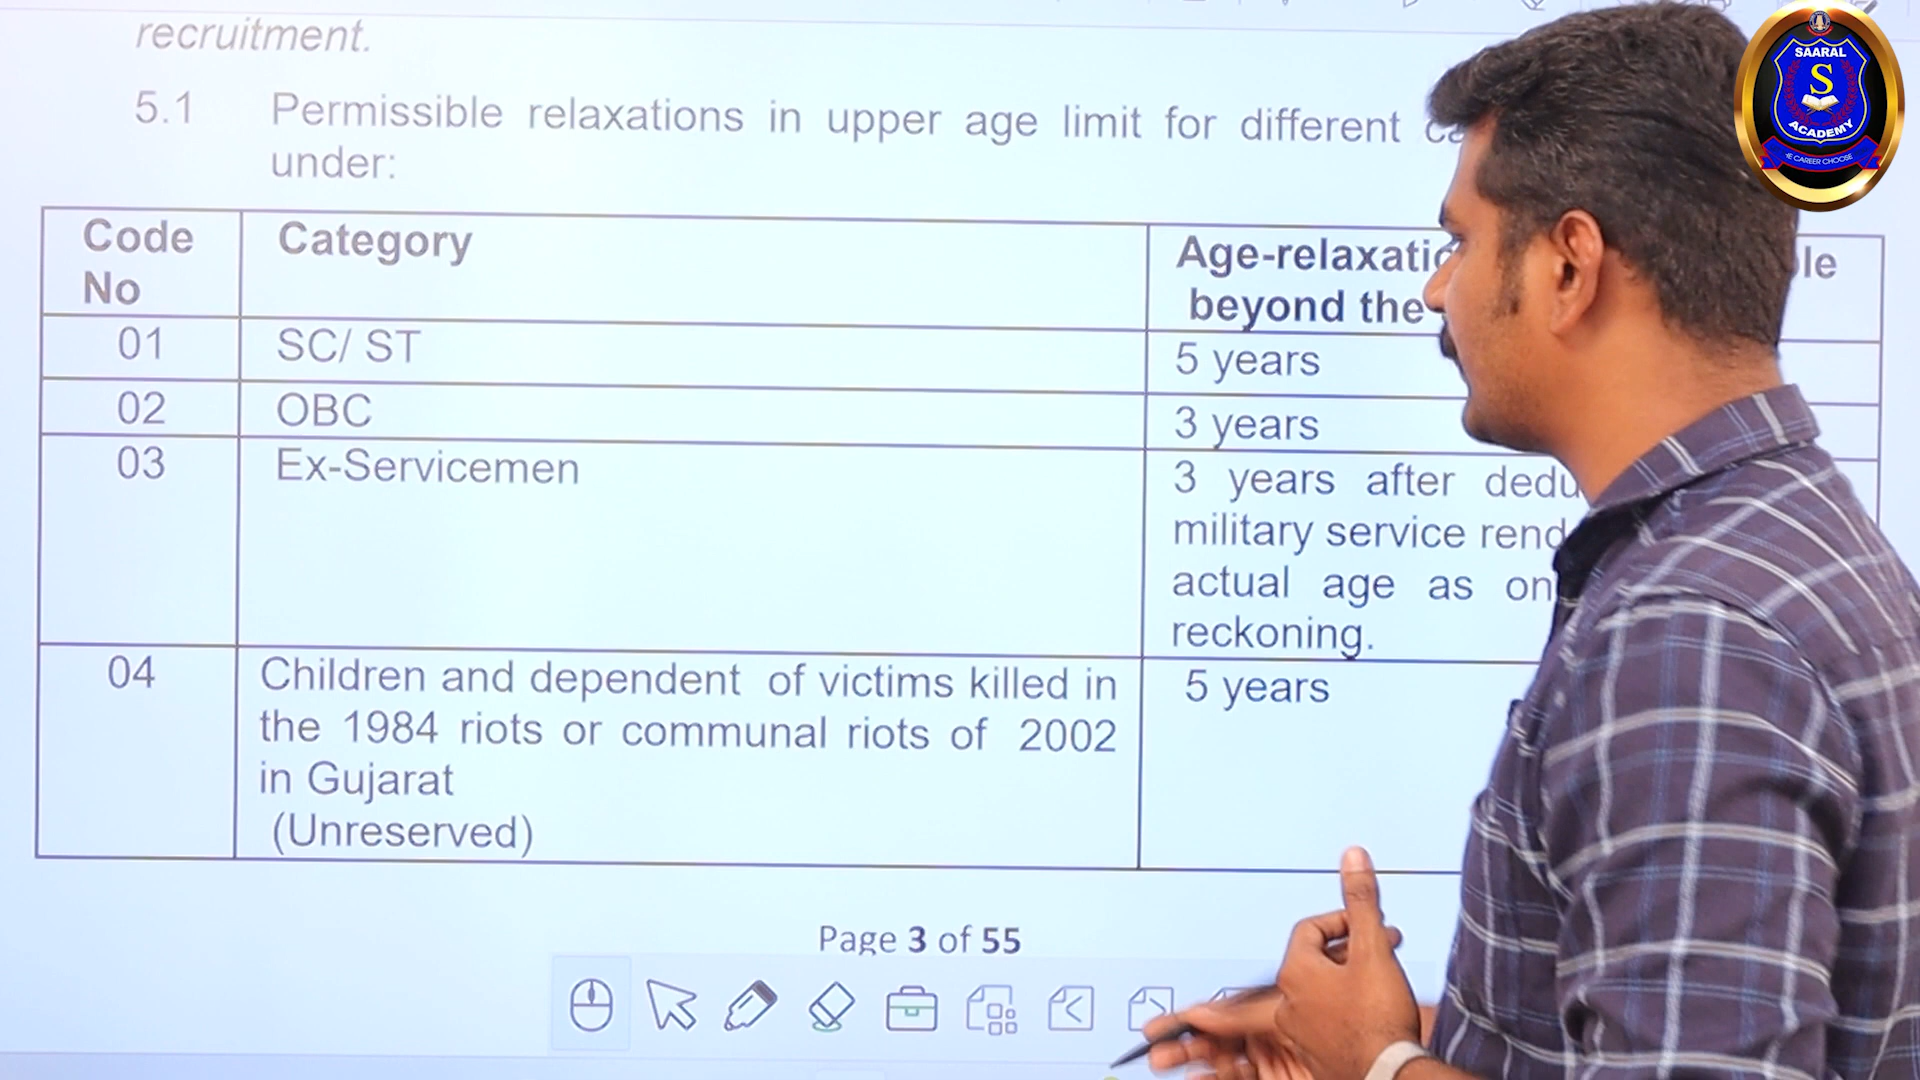 recruitment.
5.1 Permissible relaxations in upper age limit for different
under:
Code No
Category
Age-relaxatio
beyond the
le
01
SC/ ST
5 years
02
OBC
3 years
03
Ex-Servicemen
3 years after dedu
military service rend
actual age as on
reckoning.
04
Children and dependent of victims killed in
the 1984 riots or communal riots of 2002
in Gujarat
(Unreserved)
5 years
Page 3 of 55
SAARAL
S
ACADEMY
CAREER CHOOSE